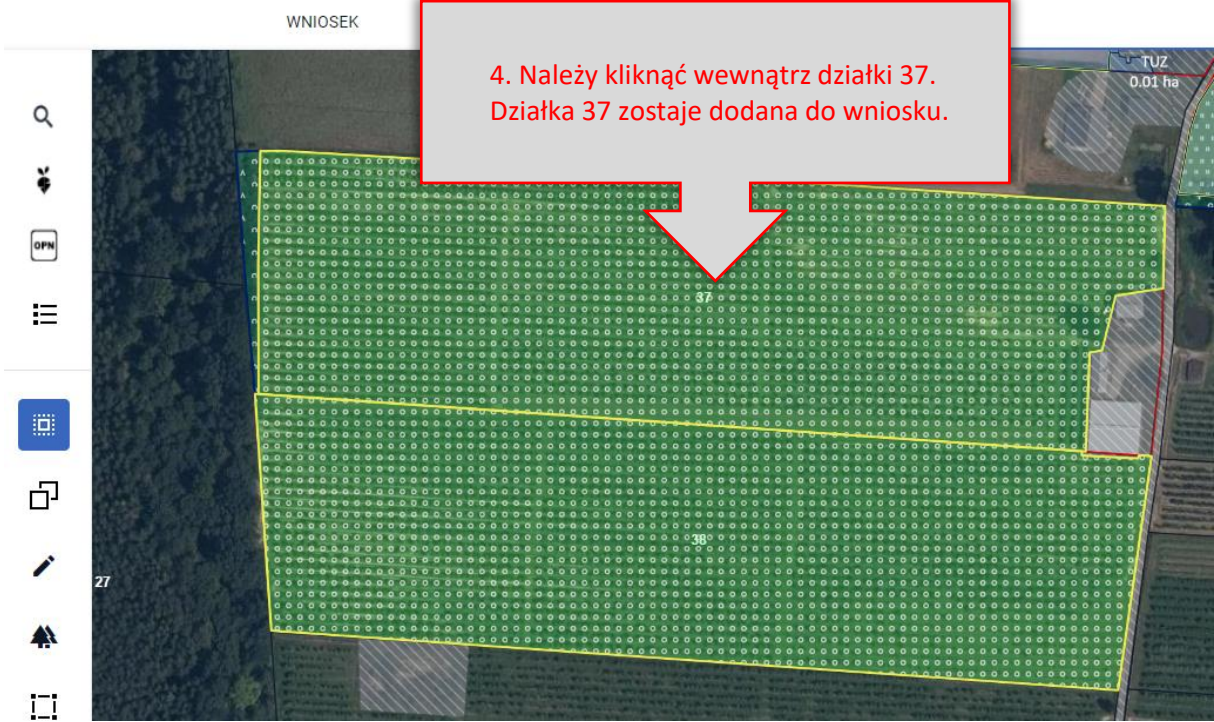 WNIOSEK
4. Należy kliknąć wewnątrz działki 37.
Działka 37 zostaje dodana do wniosku.
TUZ
0.01 ha
OPN
37
38
27